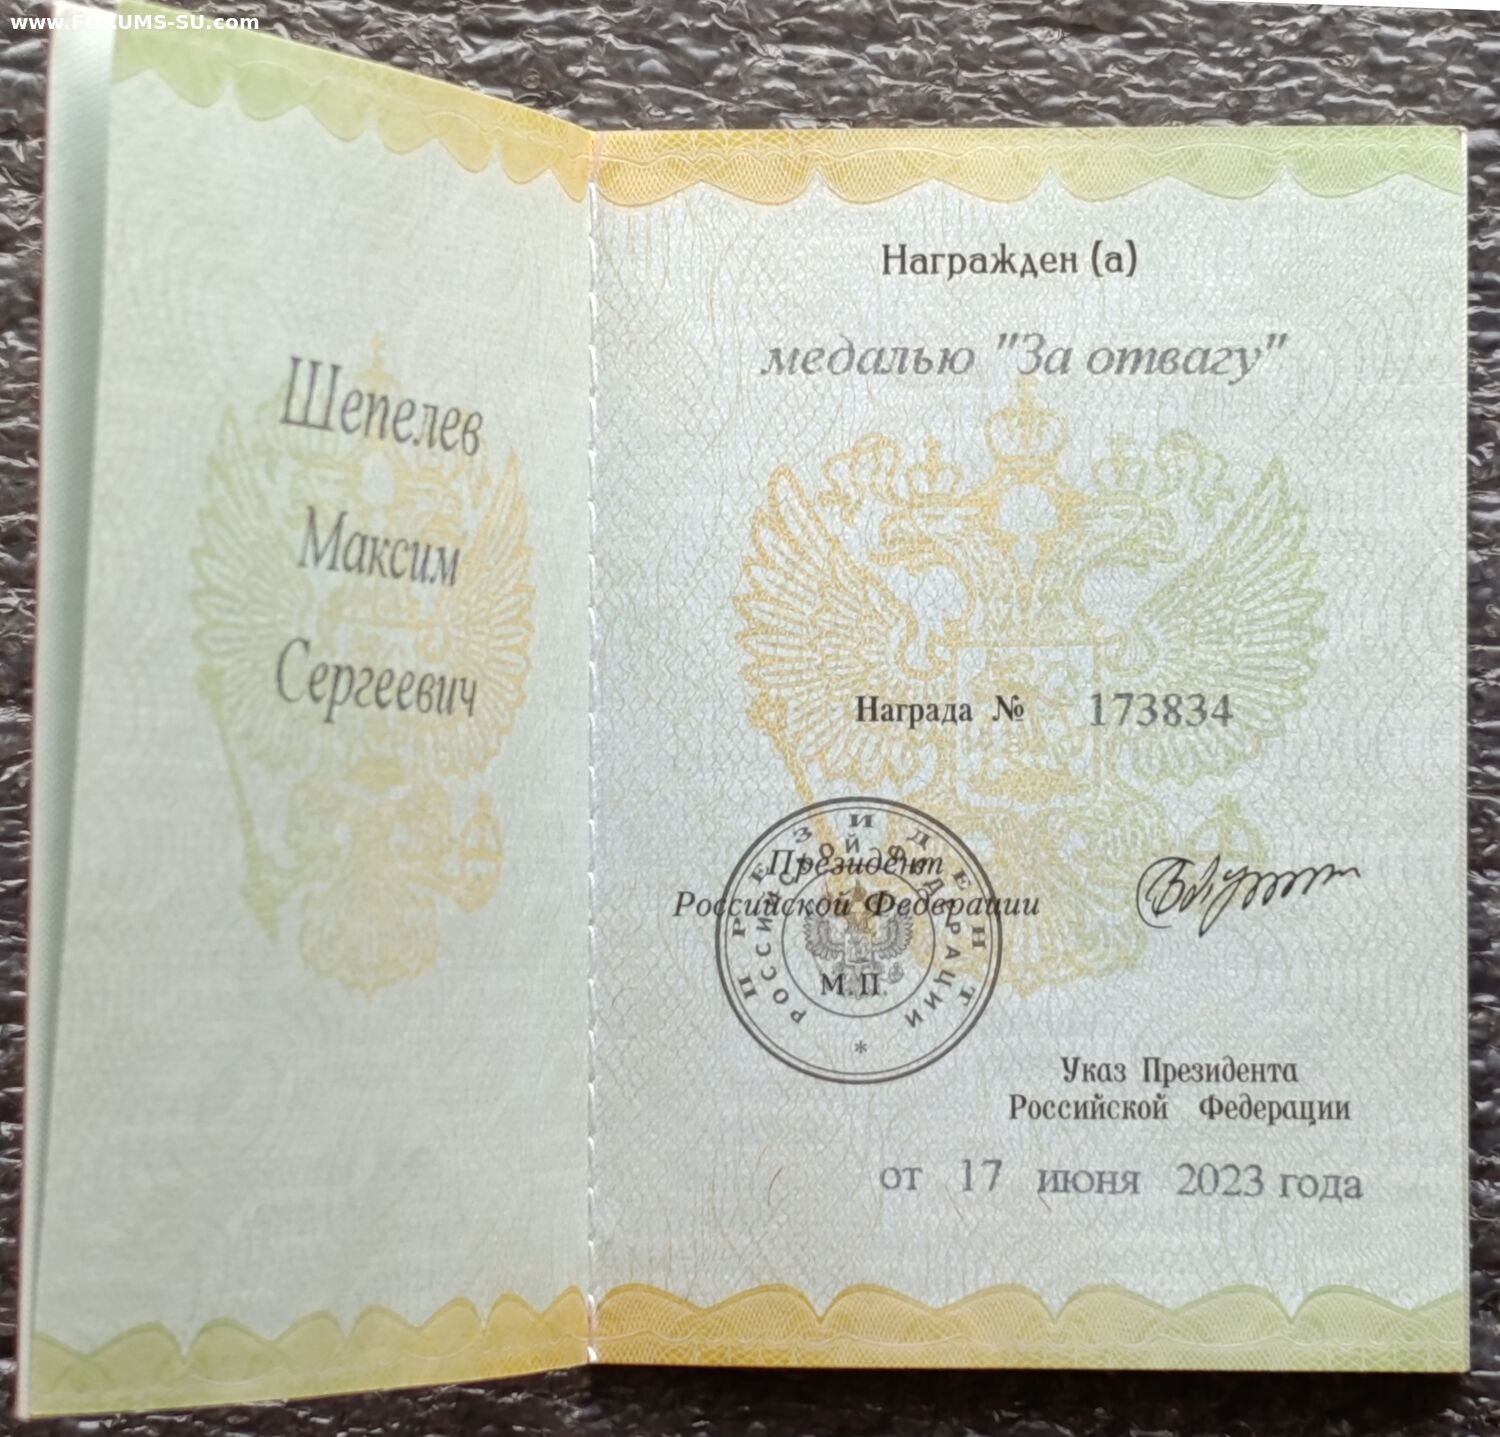 www.FORUMS-SU.com
Шепелев
Максим
Сергеевич
Награжден (а)
медалью "За отвагу"
Награда № 173834
Президент
Российской Федерации
ПРЕЗИДЕНТ
РОССИЙСКОЙ ФЕДЕРАЦИИ
*
М.П.
Указ Президента
Российской Федерации
от 17 июня 2023 года